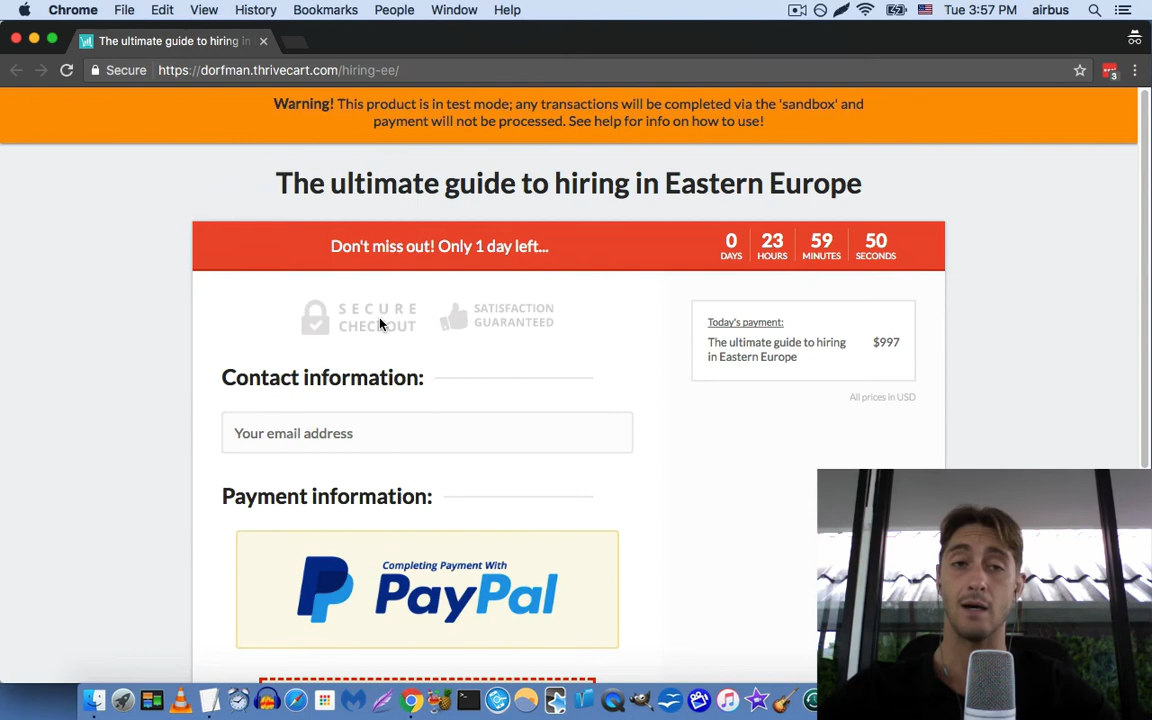 Chrome File Edit View History Bookmarks People Window Help Tue 3:57 PM airbus
The ultimate guide to hiring in
3
Secure https://dorfman.thrivecart.com/hiring-ee/
Warning! This product is in test mode; any transactions will be completed via the 'sandbox' and
payment will not be processed. See help for info on how to use!
The ultimate guide to hiring in Eastern Europe
Don't miss out! Only 1 day left...
0 23 59 50
DAYS HOURS MINUTES SECONDS
SECURE
CHECKOUT
SATISFACTION
GUARANTEED
Today's payment:
The ultimate guide to hiring $997
in Eastern Europe
All prices in USD
Contact information:
Your email address
Payment information:
Completing Payment With
PayPal